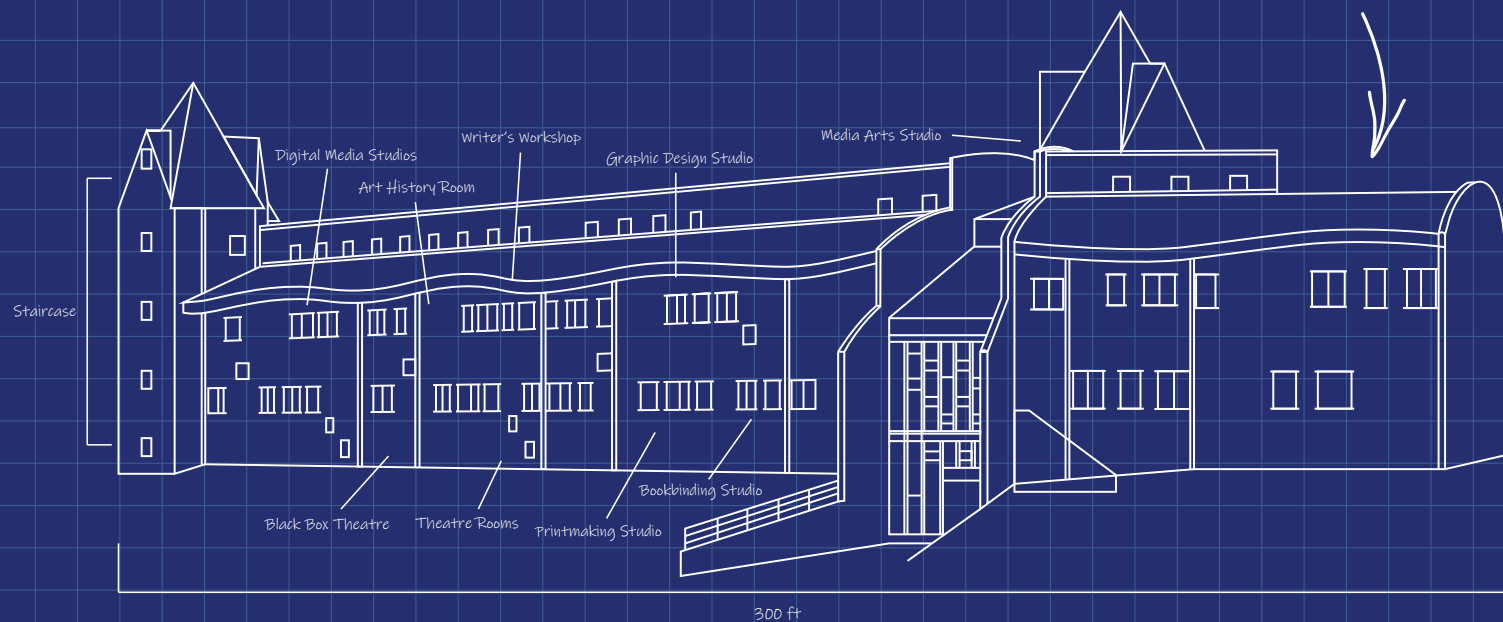 Writer's Workshop
Media Arts Studio
Digital Media Studios
Graphic Design Studio
Art History Room
Staircase
Bookbinding Studio
Black Box Theatre
Theatre Rooms
Printmaking Studio
300 ft